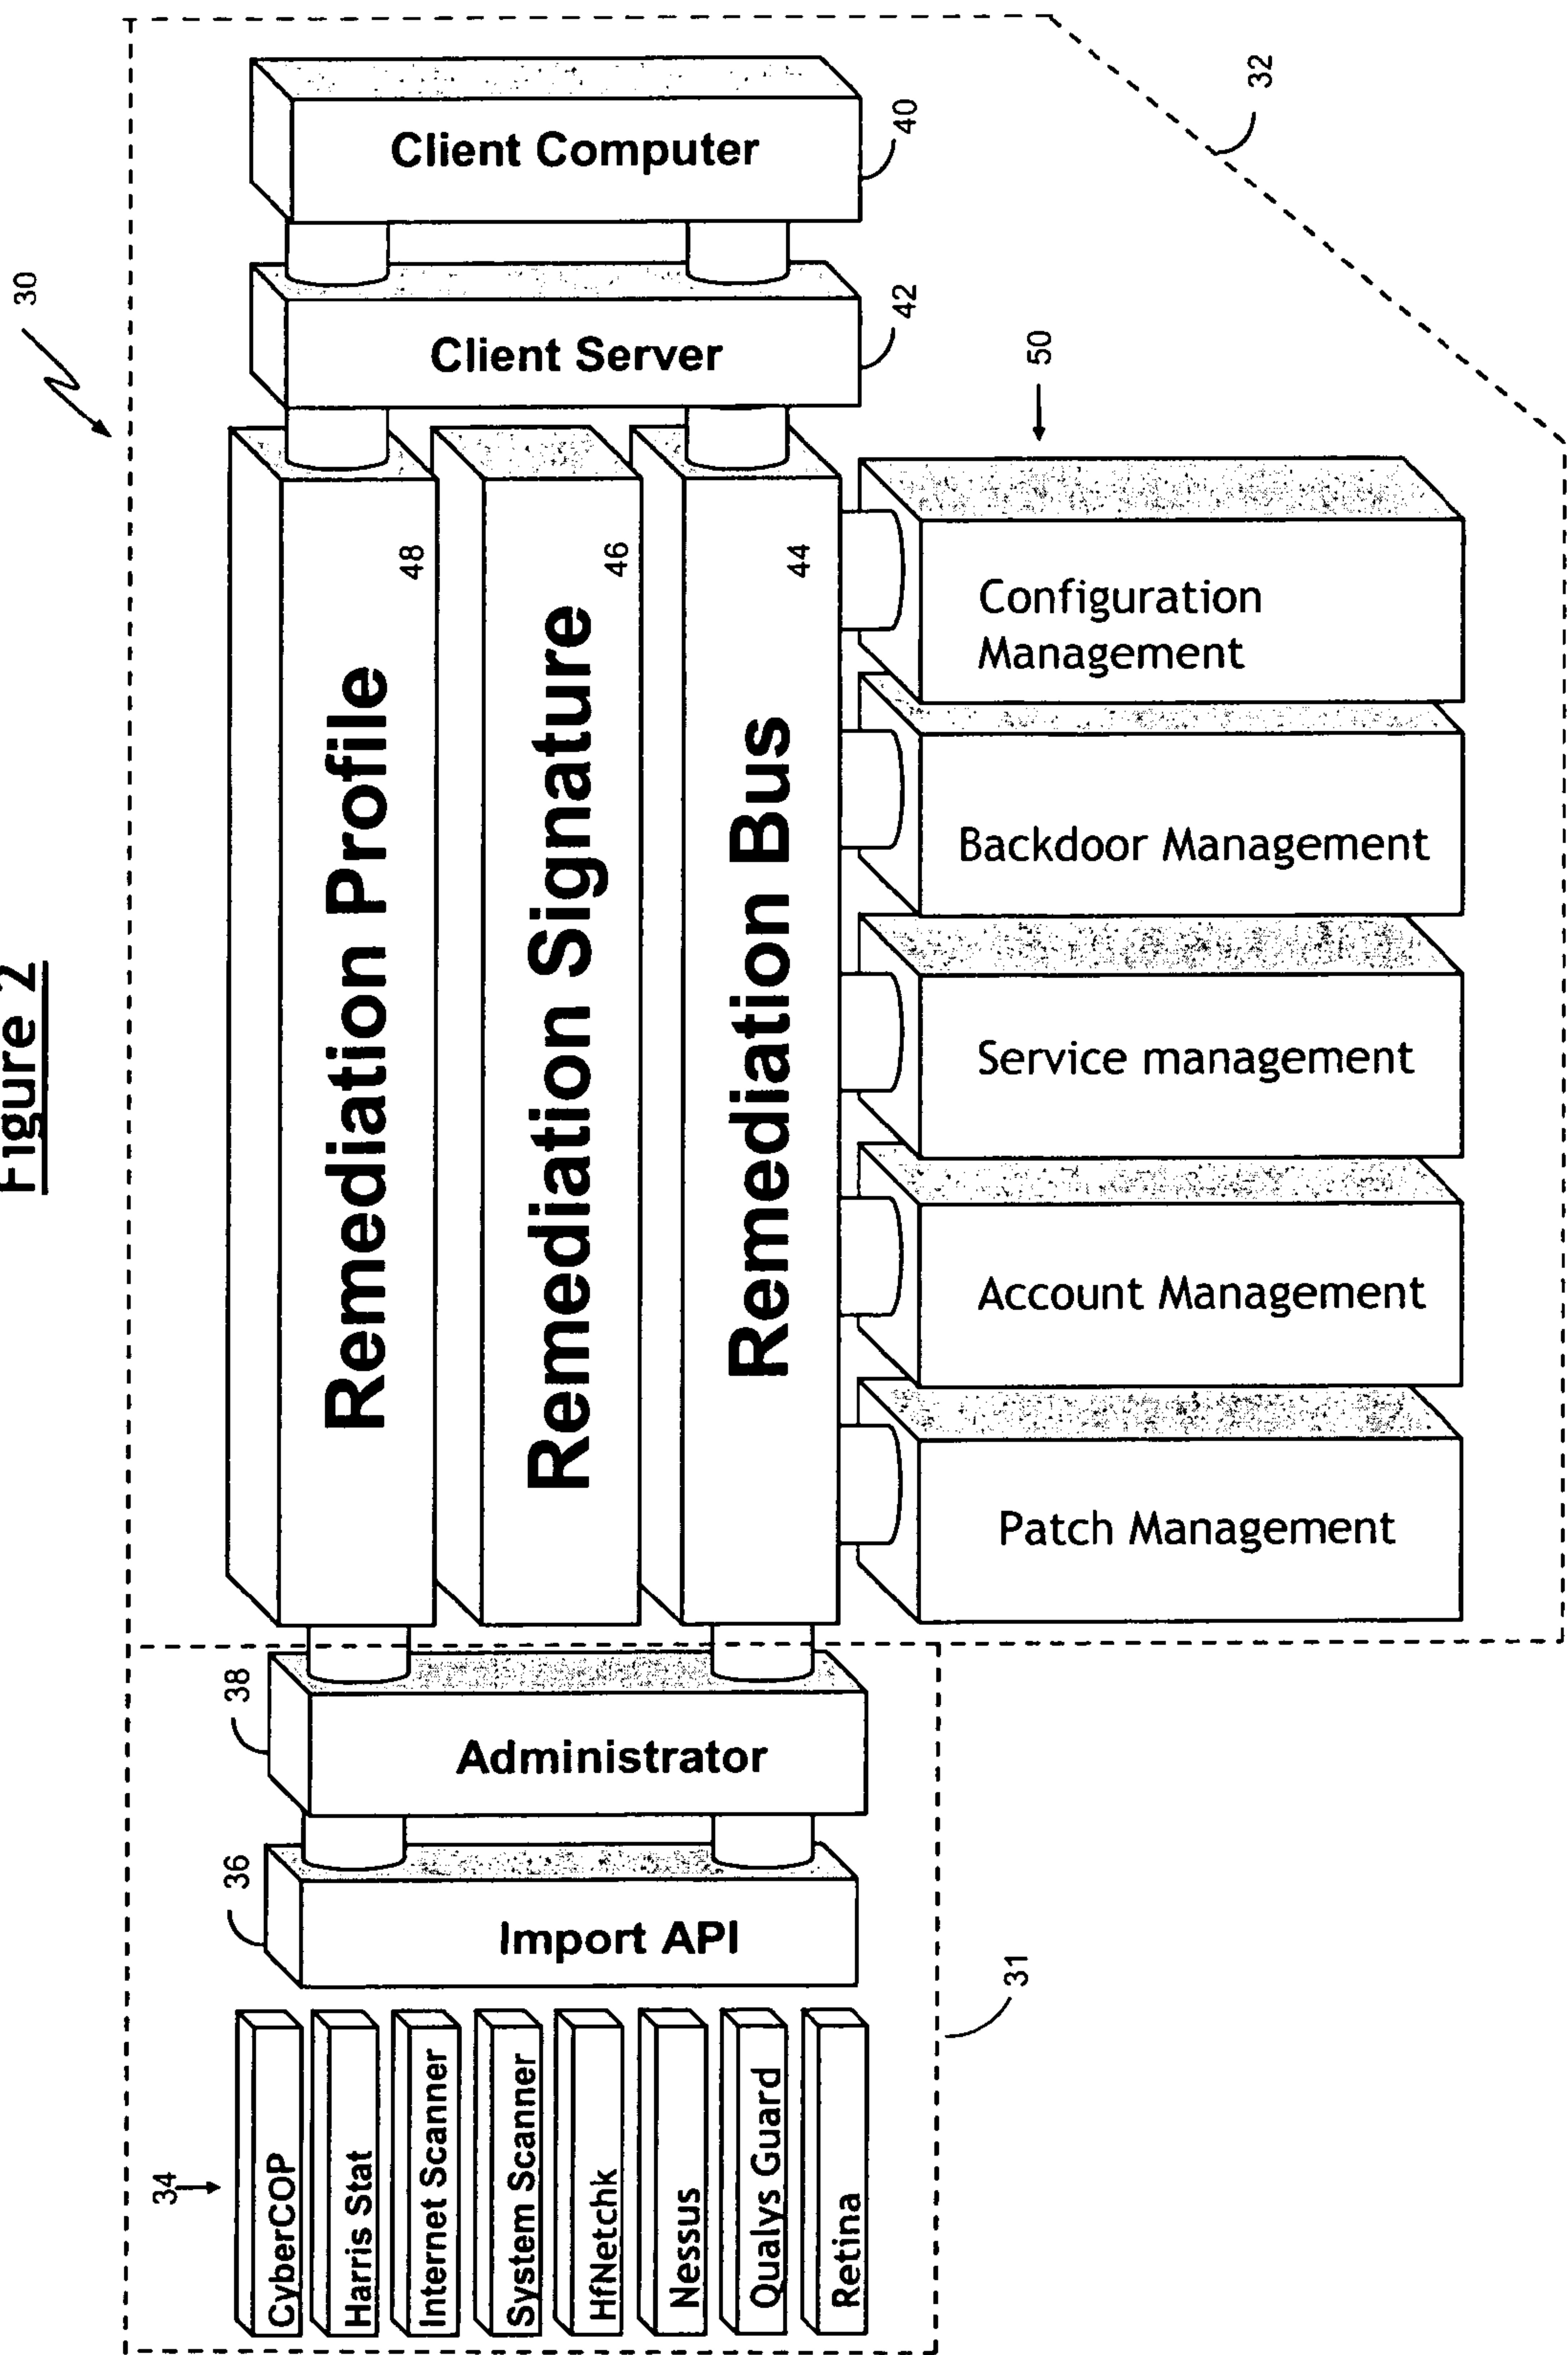 Figure 2
30
32
Client Computer
40
Client Server
42
Remediation Profile
48
Remediation Signature
46
Remediation Bus
44
50
Configuration
Management
Backdoor Management
Service management
Account Management
Patch Management
38
Administrator
36
Import API
31
34
CyberCOP
Harris Stat
Internet Scanner
System Scanner
HfNetchk
Nessus
Qualys Guard
Retina